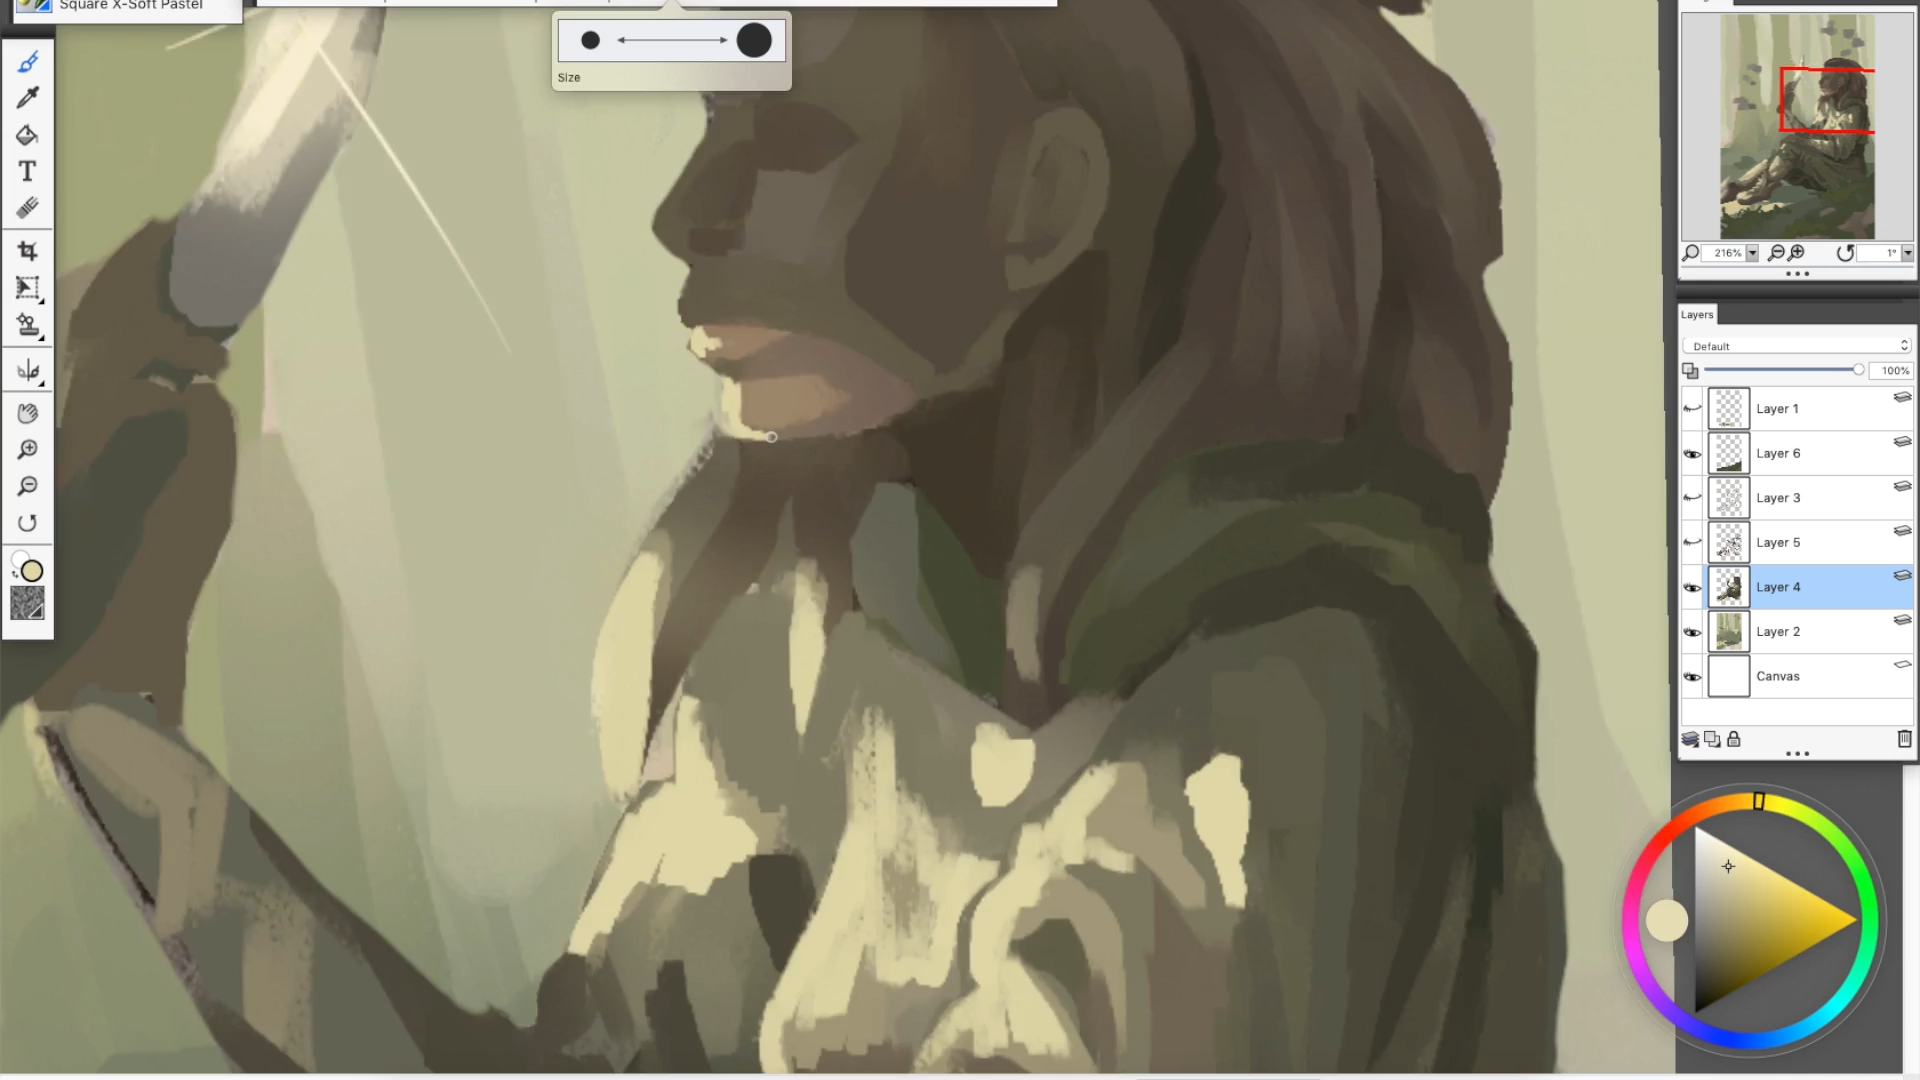 Square X-Soft Pastel
Size
216%
1°
Layers
Default
100%
Layer 1
Layer 6
Layer 3
Layer 5
Layer 4
Layer 2
Canvas